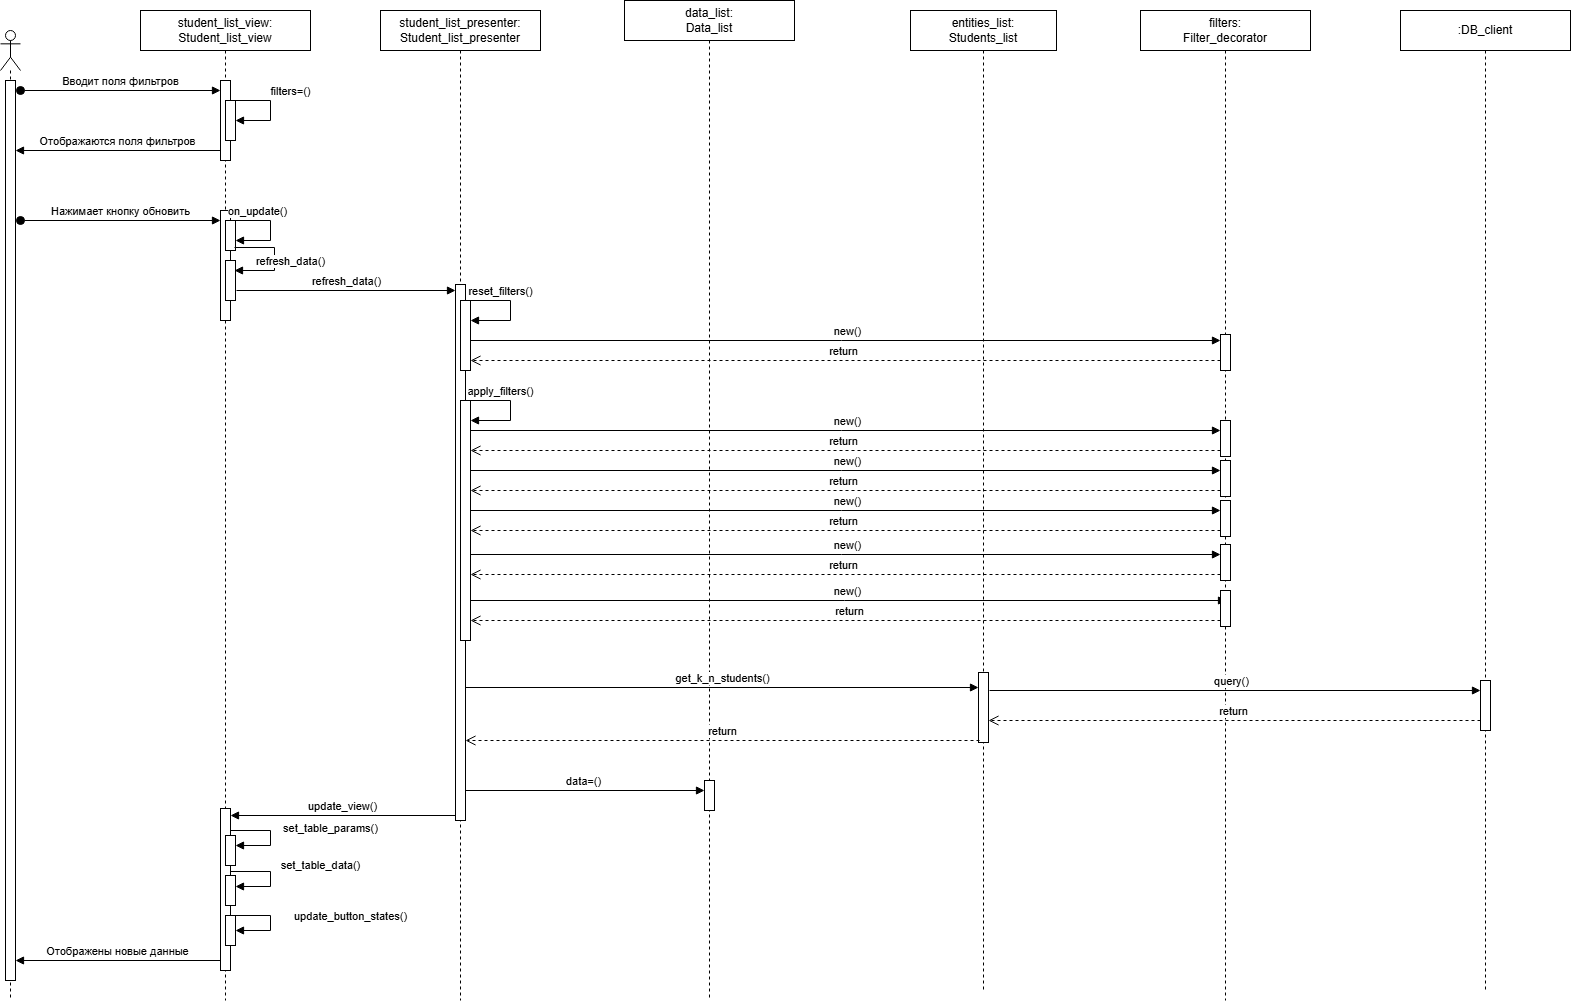 student_list_view:
Student_list_view
student_list_presenter:
Student_list_presenter
data_list:
Data_list
entities_list:
Students_list
filters:
Filter_decorator
:DB_client
Вводит поля фильтров
filters=()
Отображаются поля фильтров
Нажимает кнопку обновить
on_update()
refresh_data()
refresh_data()
reset_filters()
new()
return
apply_filters()
new()
return
new()
return
new()
return
new()
return
new()
return
get_k_n_students()
query()
return
return
data=()
update_view()
set_table_params()
set_table_data()
update_button_states()
Отображены новые данные